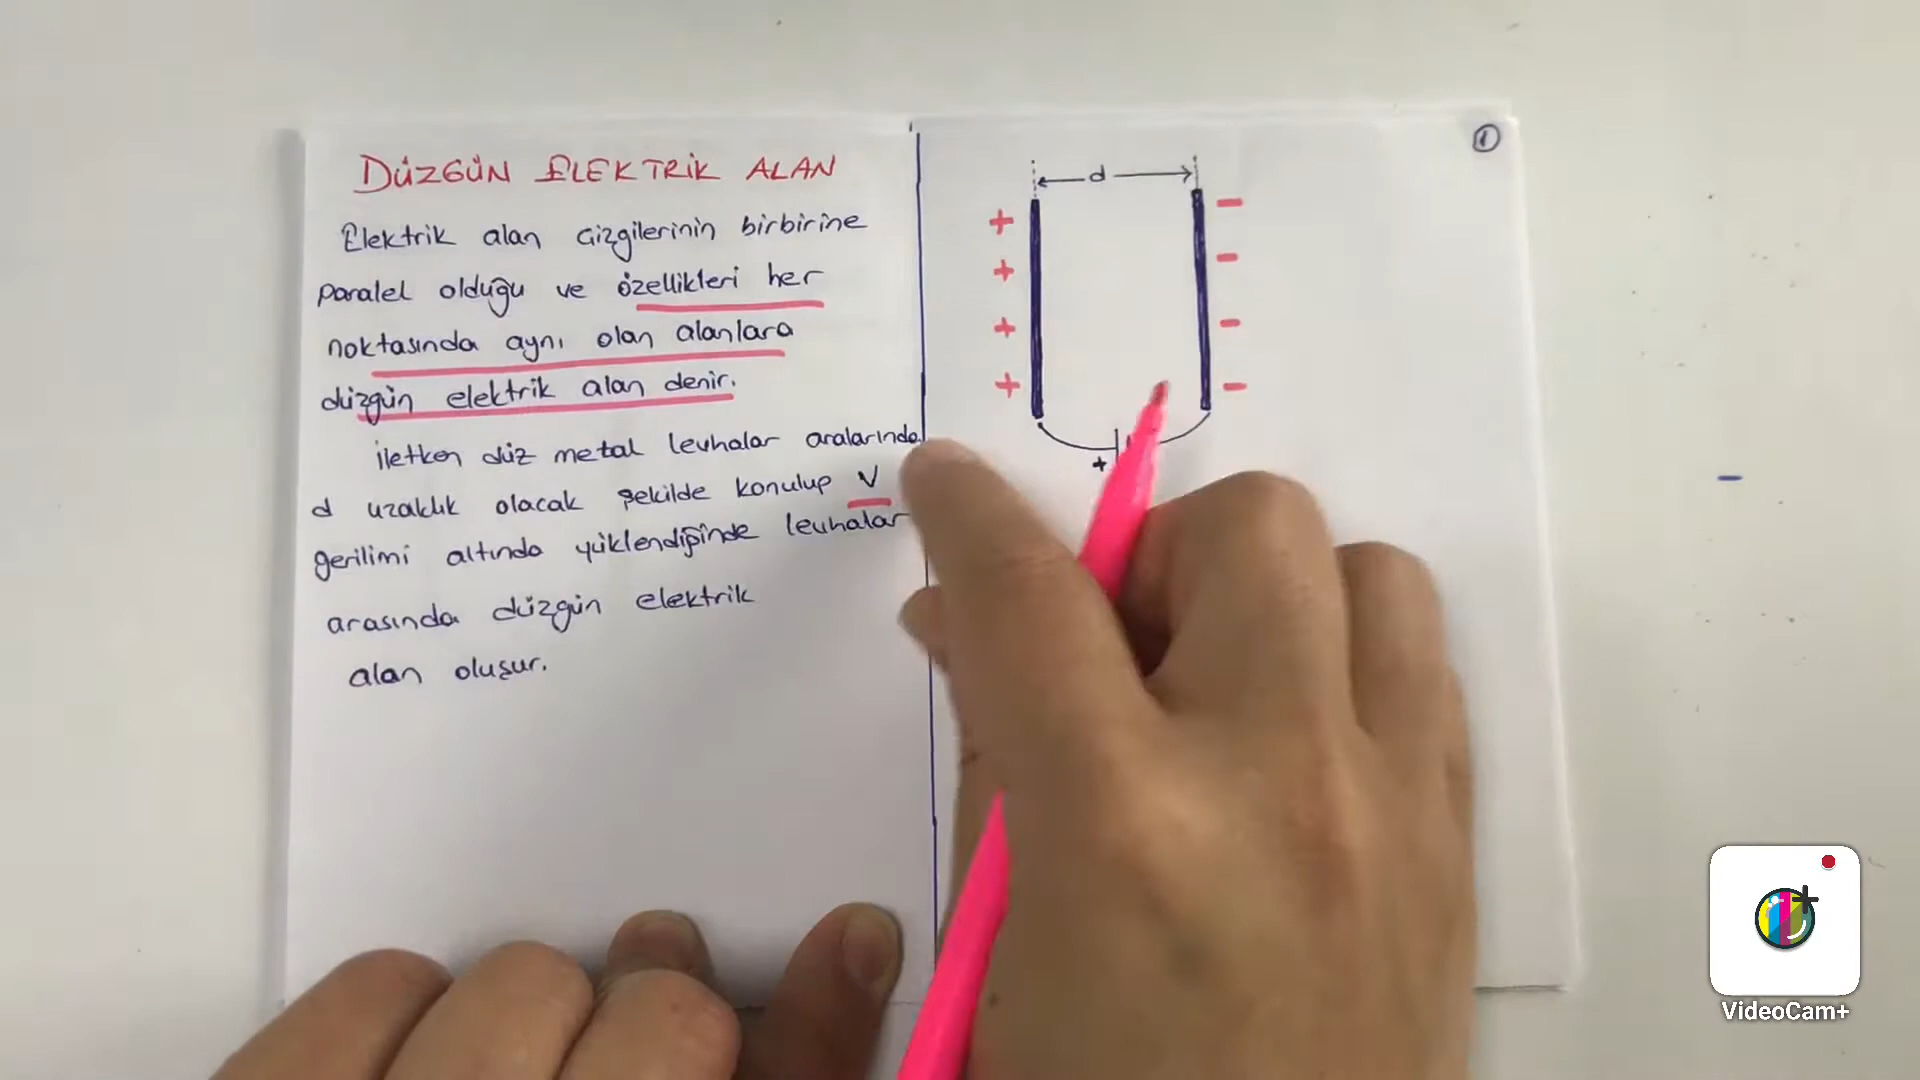 DÜZGÜN ELEKTRİK ALAN
Elektrik alan çizgilerinin birbirine
paralel olduğu ve özellikleri her
noktasında aynı olan alanlara
düzgün elektrik alan denir.
İletken düz metal levhalar aralarında
d uzaklık olacak şekilde konulup V
gerilimi altında yüklendiğinde levhalar
arasında düzgün elektrik
alan oluşur.
1
d
+ -
+ -
+ -
+ -
+
VideoCam+